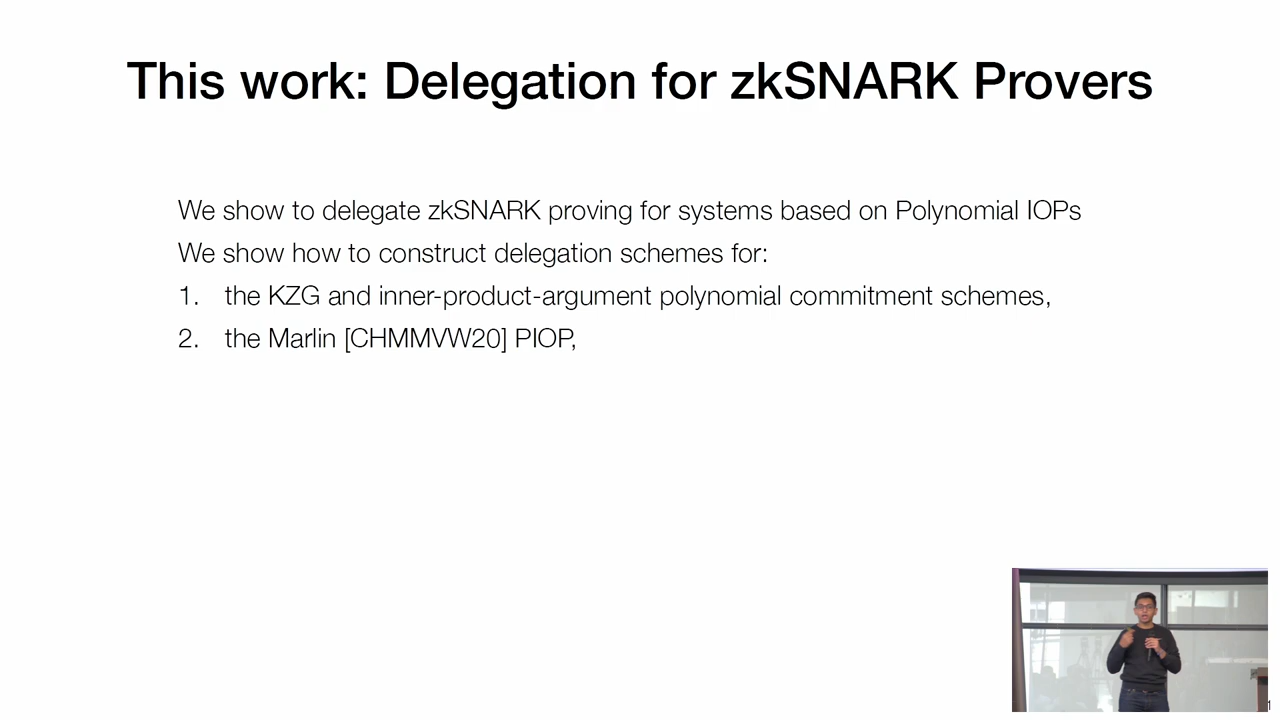 This work: Delegation for zkSNARK Provers
We show to delegate zkSNARK proving for systems based on Polynomial IOPs
We show how to construct delegation schemes for:
1. the KZG and inner-product-argument polynomial commitment schemes,
2. the Marlin [CHMMVW20] PIOP,